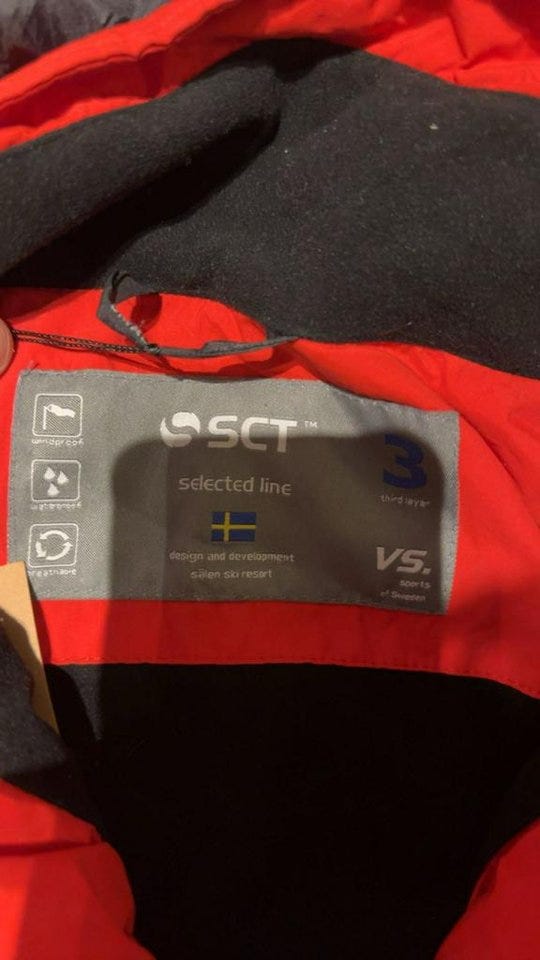 windproof
waterproof
breathable
SCT™
selected line
design and development
sälen ski resort
3
third layer
VS.
sports
of Sweden